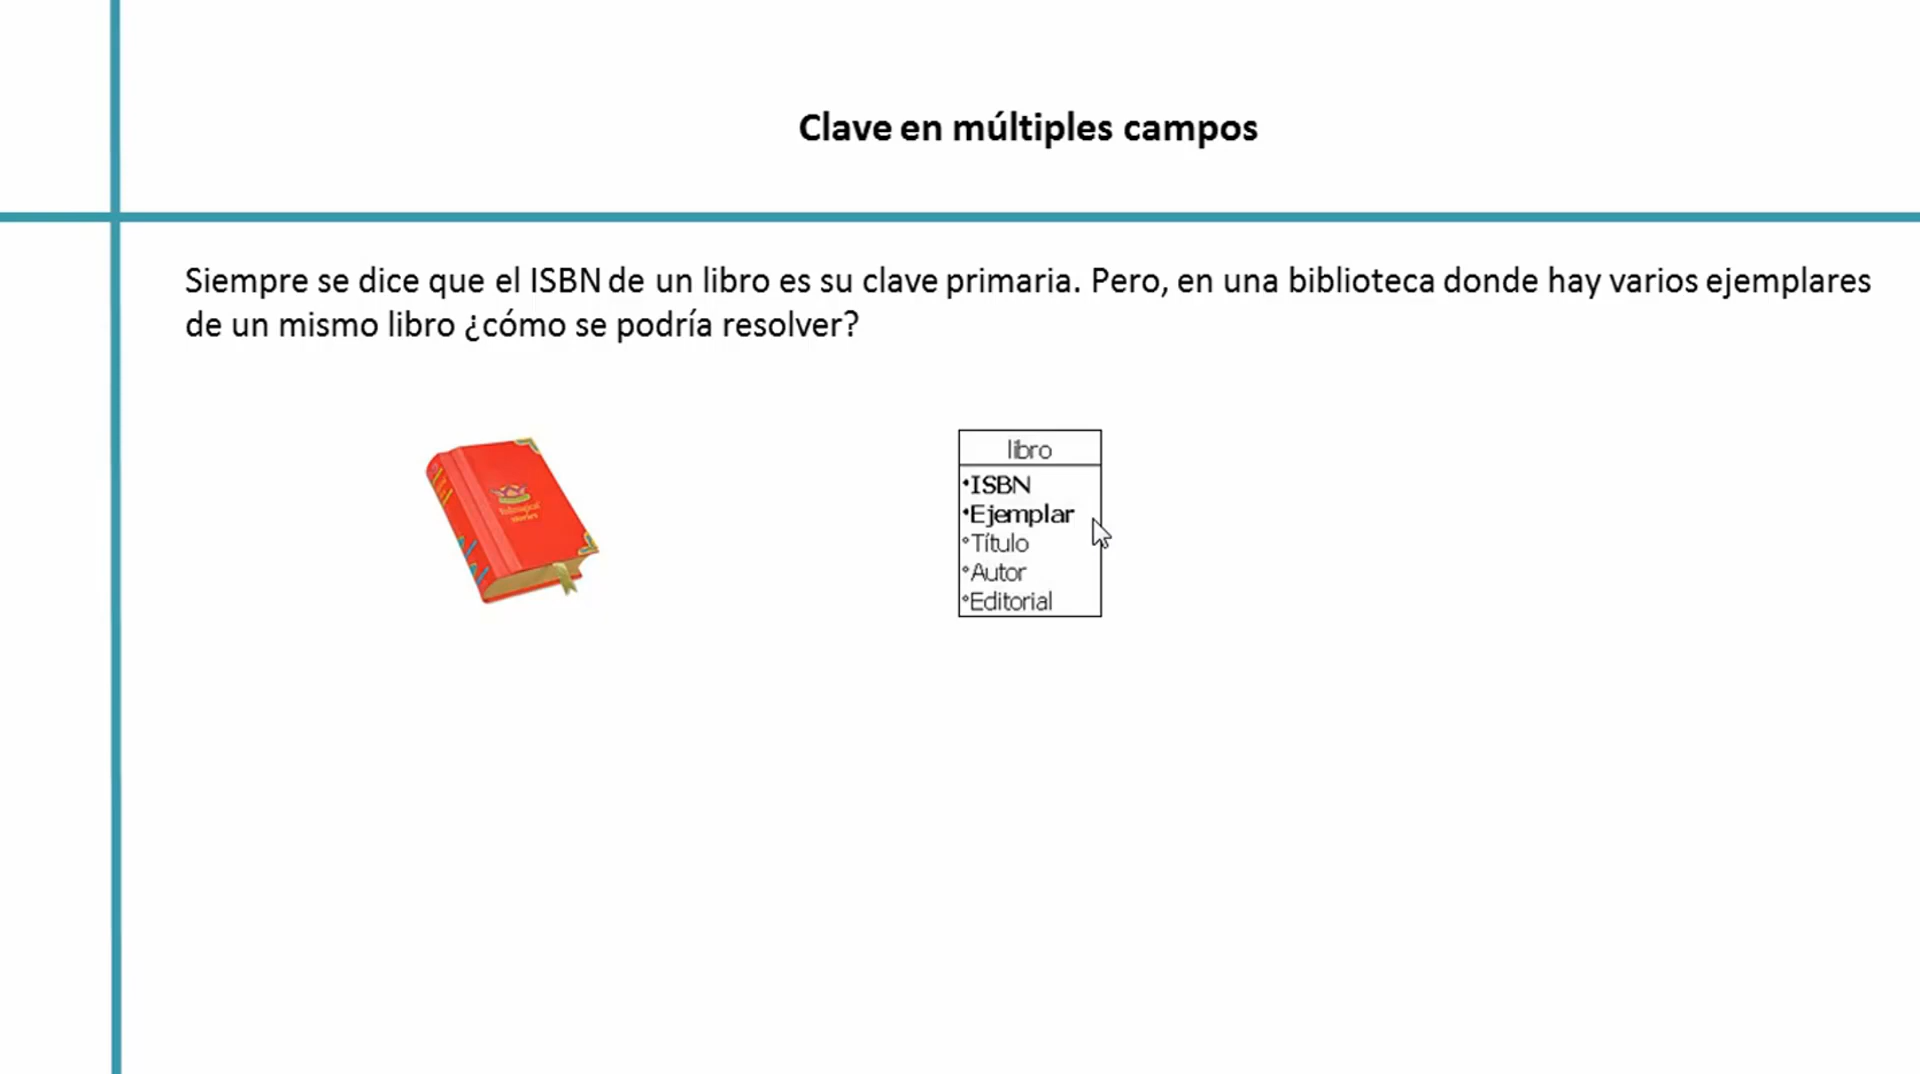 Clave en múltiples campos
Siempre se dice que el ISBN de un libro es su clave primaria. Pero, en una biblioteca donde hay varios ejemplares
de un mismo libro ¿cómo se podría resolver?
libro
•ISBN
•Ejemplar
°Título
°Autor
°Editorial